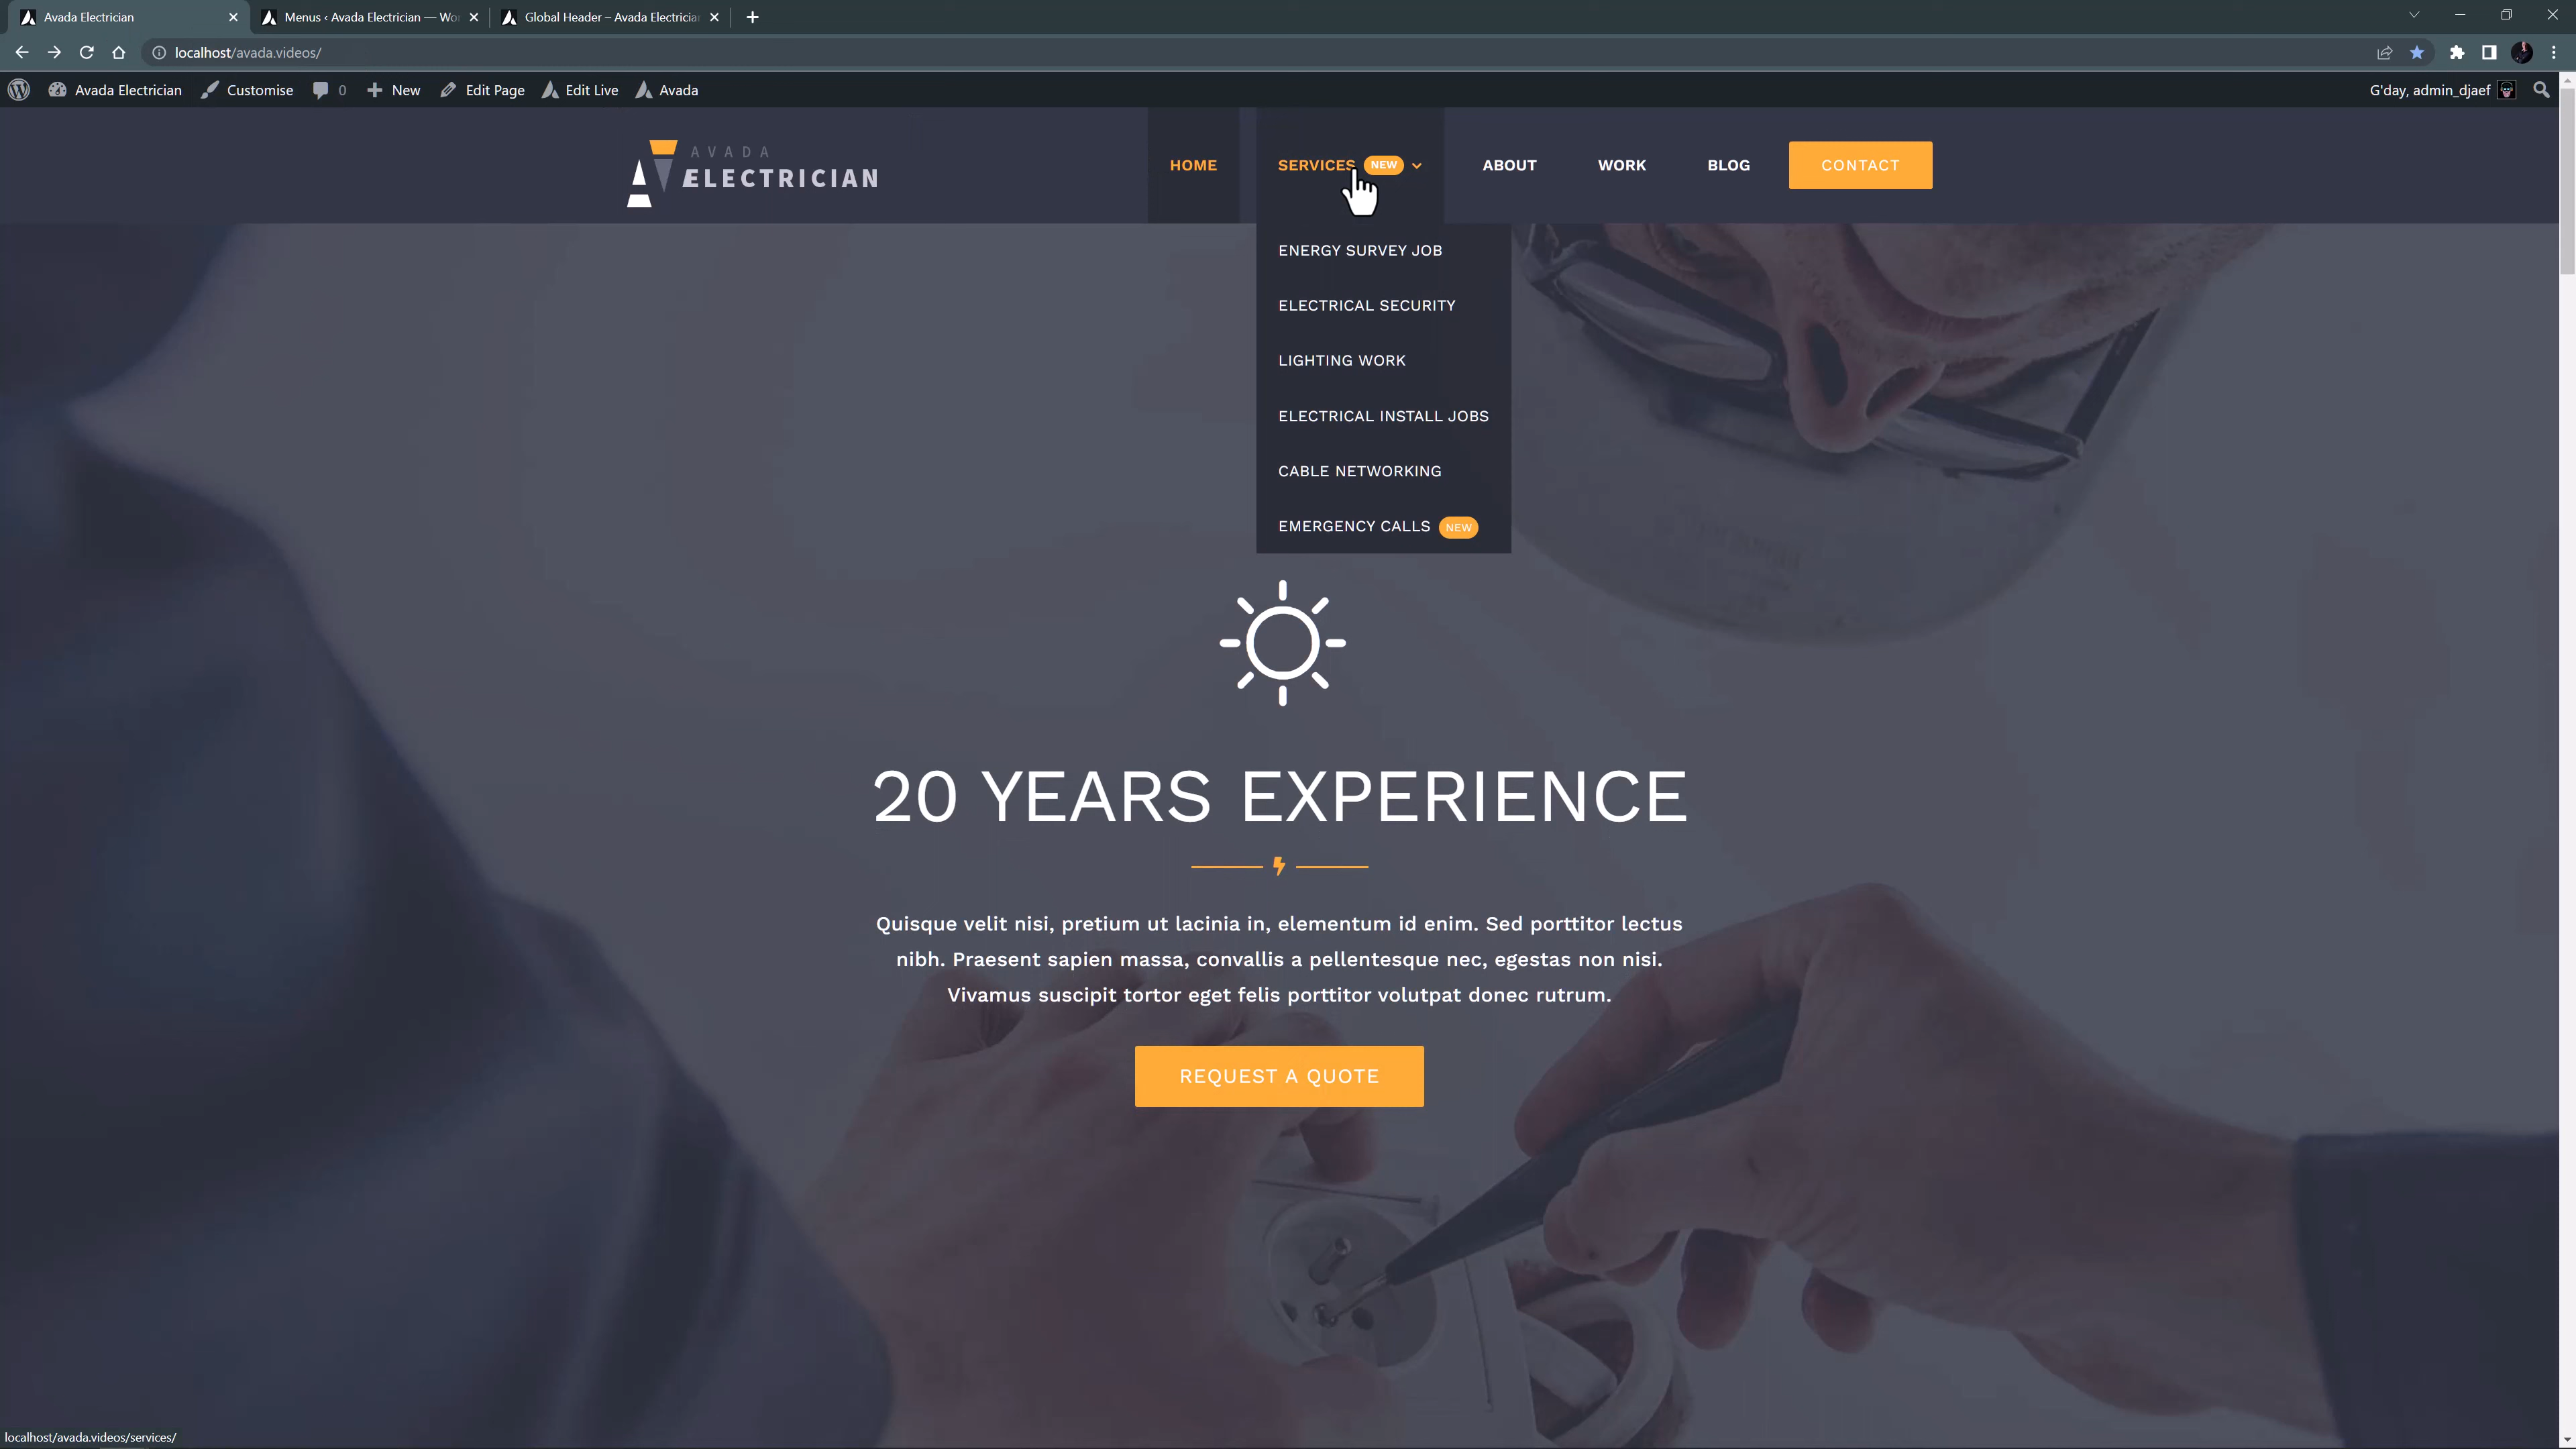 Avada Electrician
Menus ‹ Avada Electrician — Wo
Global Header – Avada Electricia
localhost/avada.videos/
Avada Electrician Customise 0 New Edit Page Edit Live Avada G'day, admin_djaef
AVADA
ELECTRICIAN
HOME SERVICES NEW ABOUT WORK BLOG CONTACT
ENERGY SURVEY JOB
ELECTRICAL SECURITY
LIGHTING WORK
ELECTRICAL INSTALL JOBS
CABLE NETWORKING
EMERGENCY CALLS NEW
20 YEARS EXPERIENCE
Quisque velit nisi, pretium ut lacinia in, elementum id enim. Sed porttitor lectus
nibh. Praesent sapien massa, convallis a pellentesque nec, egestas non nisi.
Vivamus suscipit tortor eget felis porttitor volutpat donec rutrum.
REQUEST A QUOTE
localhost/avada.videos/services/